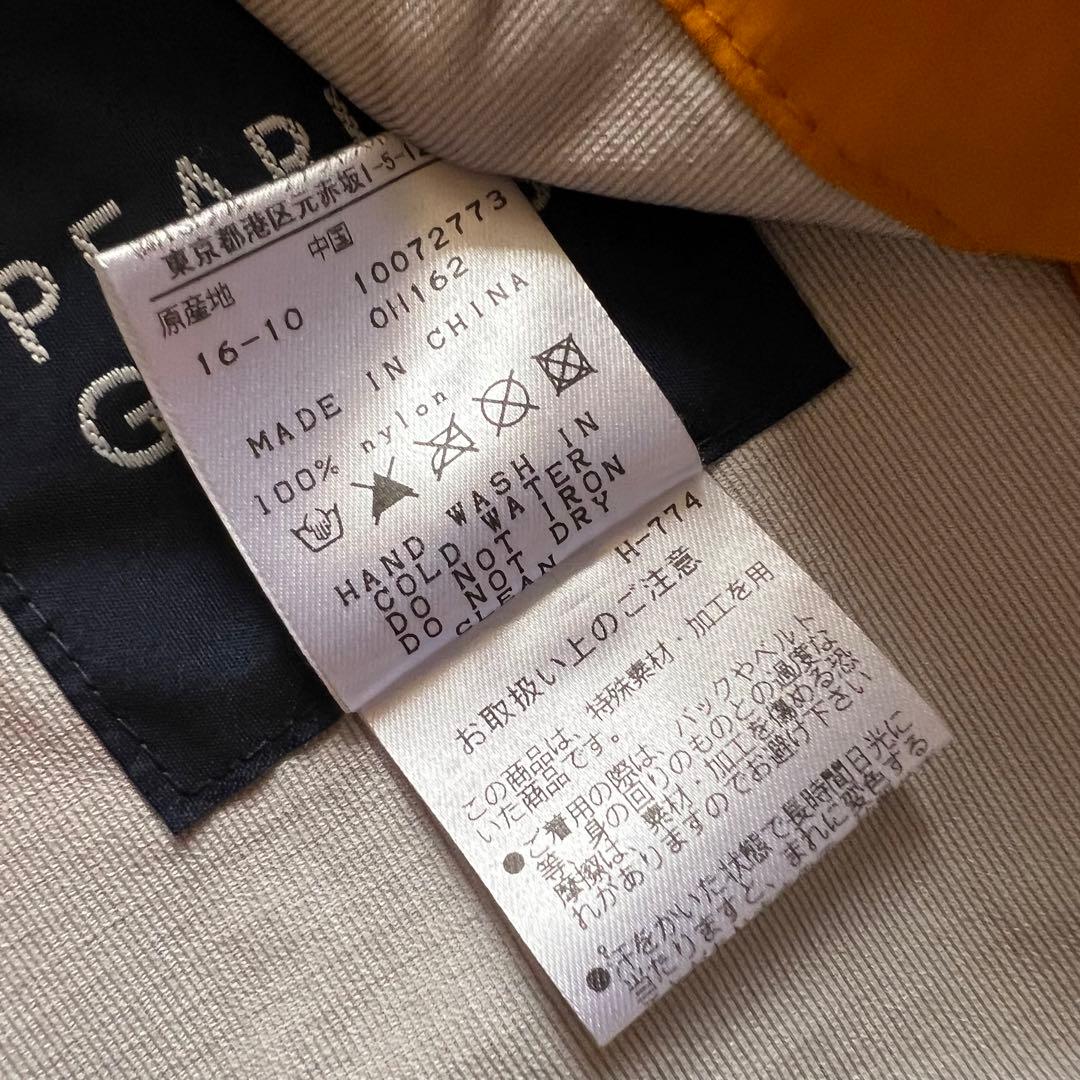 PEAR
G
東京都港区元赤坂1-5-12
原産地 中国
16-10 10072773
0H162
MADE IN CHINA
100% nylon
HAND WASH IN
COLD WATER
DO NOT IRON
DO NOT DRY
CLEAN
H-774
お取扱い上のご注意
この商品は、特殊素材・加工を用
いた商品です。
●ご着用の際は、バックやベルト
等、身の回りのものとの過度な
摩擦は、素材・加工を傷める恐
れがありますのでお避け下さい
●汗をかいた状態で長時間日光に
当たりますと、まれに変色する